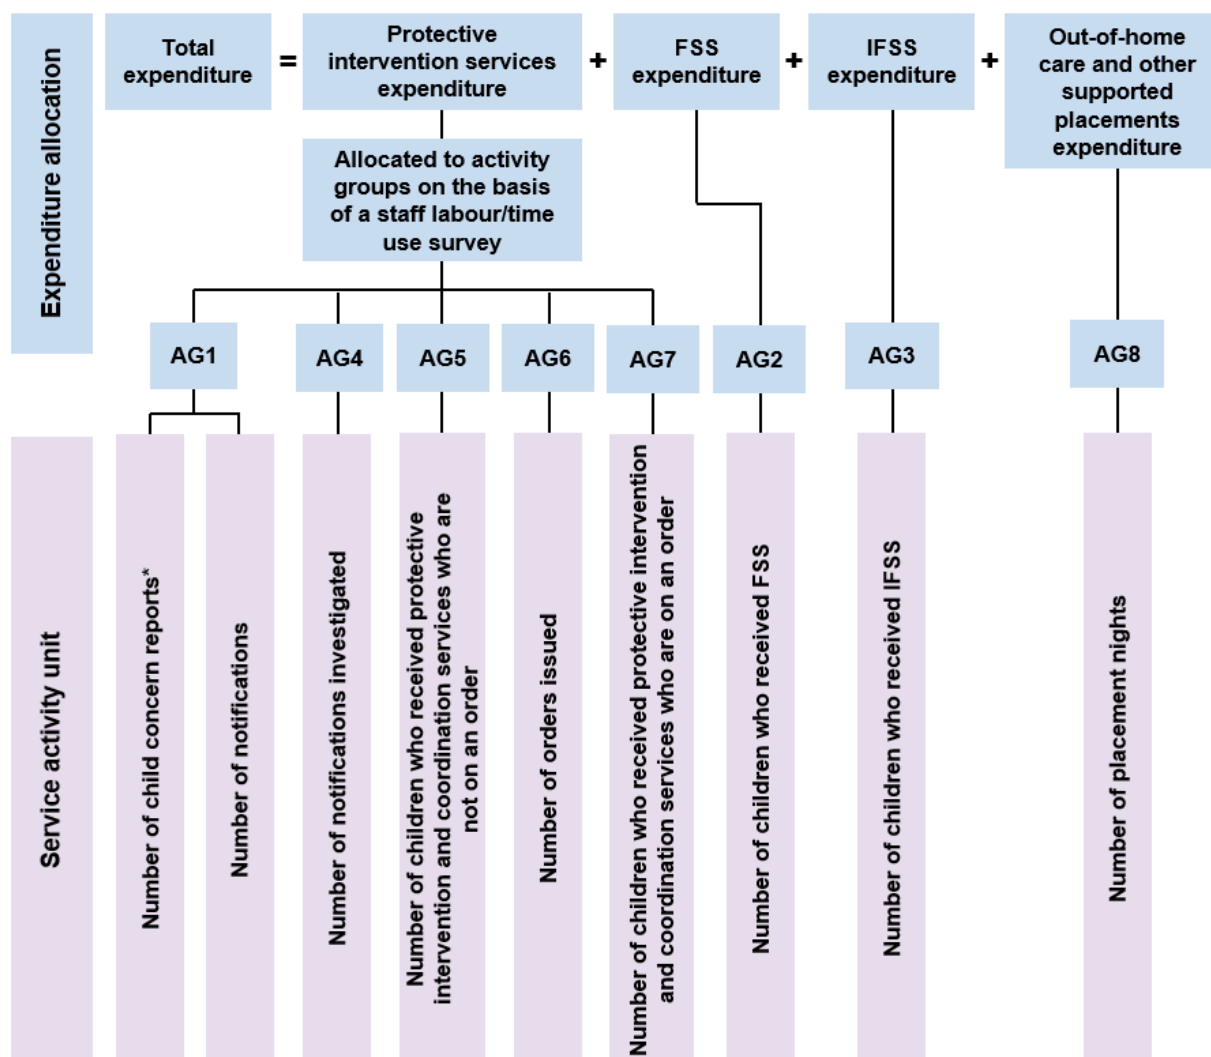 Expenditure allocation
Total
expenditure
=
Protective
intervention services
expenditure
+
FSS
expenditure
+
IFSS
expenditure
+
Out-of-home
care and other
supported
placements
expenditure
Allocated to activity
groups on the basis
of a staff labour/time
use survey
AG1
AG4
AG5
AG6
AG7
AG2
AG3
AG8
Service activity unit
Number of child concern reports*
Number of notifications
Number of notifications investigated
Number of children who received protective
intervention and coordination services who are
not on an order
Number of orders issued
Number of children who received protective intervention
and coordination services who are on an order
Number of children who received FSS
Number of children who received IFSS
Number of placement nights